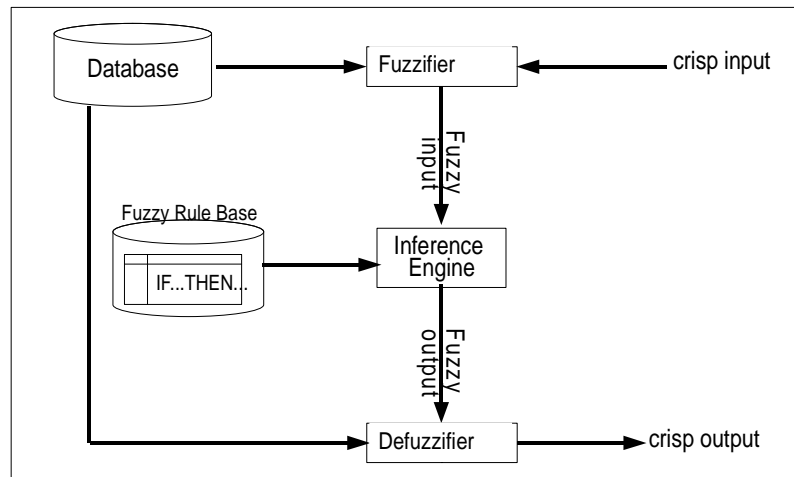 Database
Fuzzifier
crisp input
Fuzzy
input
Fuzzy Rule Base
IF...THEN...
Inference
Engine
Fuzzy
output
Defuzzifier
crisp output